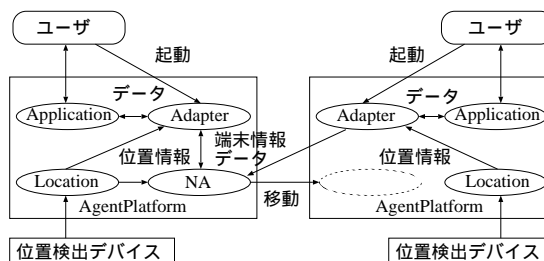 ユーザ
ユーザ
起動
起動
データ
データ
Application
Adapter
Adapter
Application
端末情報
データ
位置情報
位置情報
Location
NA
Location
移動
AgentPlatform
AgentPlatform
位置検出デバイス
位置検出デバイス